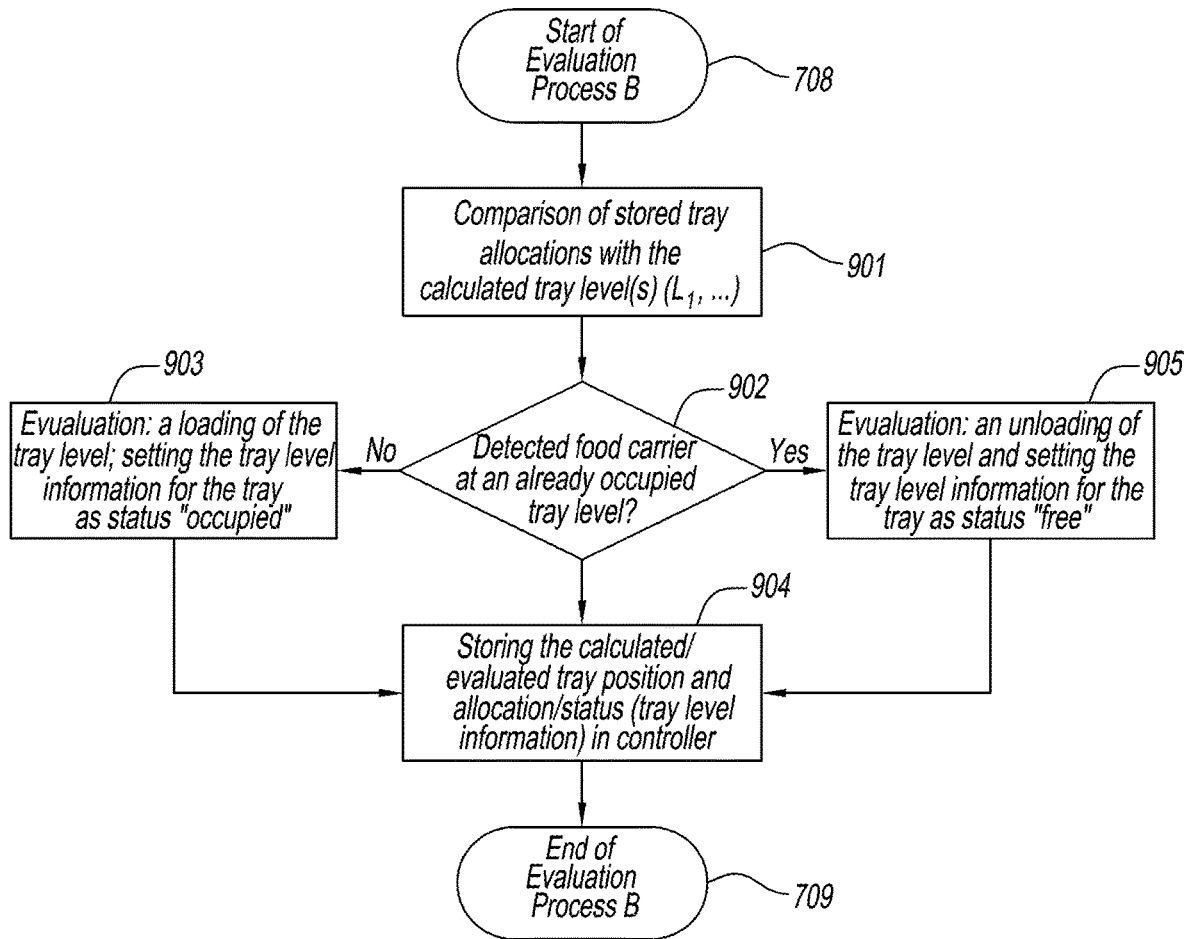 Start of
Evaluation
Process B
708
Comparison of stored tray
allocations with the
calculated tray level(s) (L₁, ...)
901
903
Evualuation: a loading of the
tray level; setting the tray level
information for the tray
as status "occupied"
No
902
Detected food carrier
at an already occupied
tray level?
Yes
905
Evualuation: an unloading of
the tray level and setting the
tray level information for the
tray as status "free"
904
Storing the calculated/
evaluated tray position and
allocation/status (tray level
information) in controller
End of
Evaluation
Process B
709